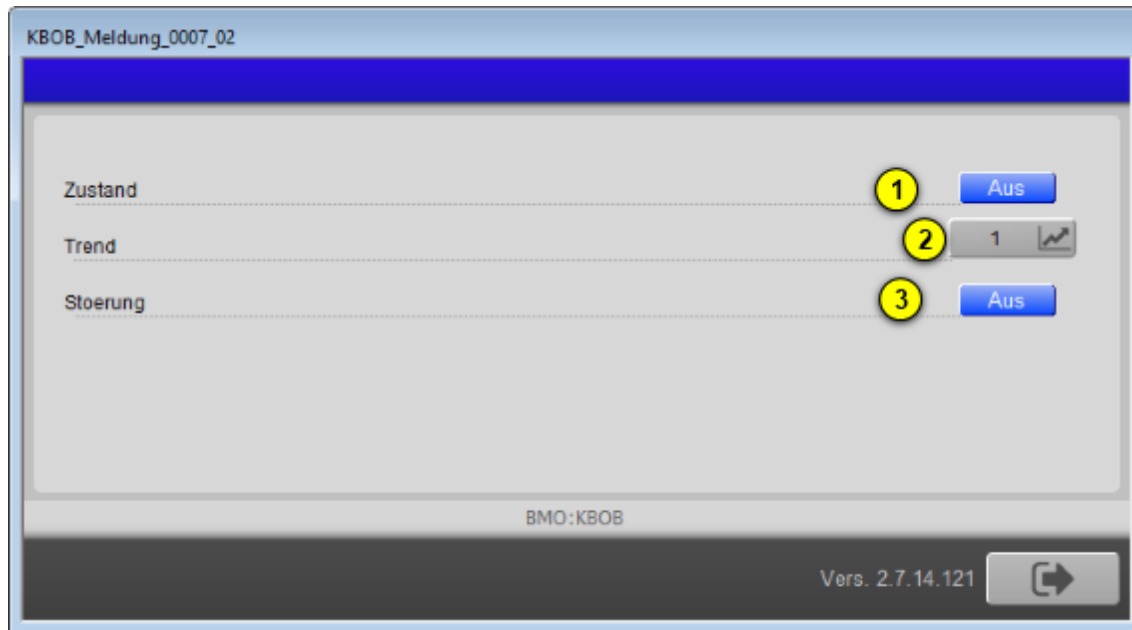 KBOB_Meldung_0007_02
Zustand 1 Aus
Trend 2 1
Stoerung 3 Aus
BMO:KBOB
Vers. 2.7.14.121